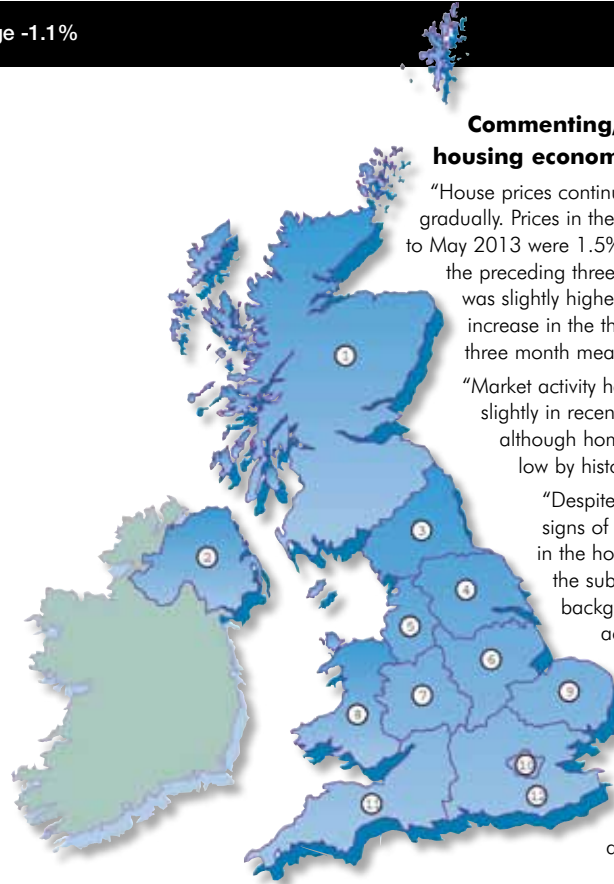 ge -1.1%
Commenting,
housing econom
"House prices continu
gradually. Prices in the
to May 2013 were 1.5%
the preceding three
was slightly highe
increase in the th
three month mea
"Market activity ha
slightly in recen
although hom
low by histo
"Despite
signs of
in the ho
the sub
backg
ac
1
2
3
4
5
6
7
8
9
10
11
12